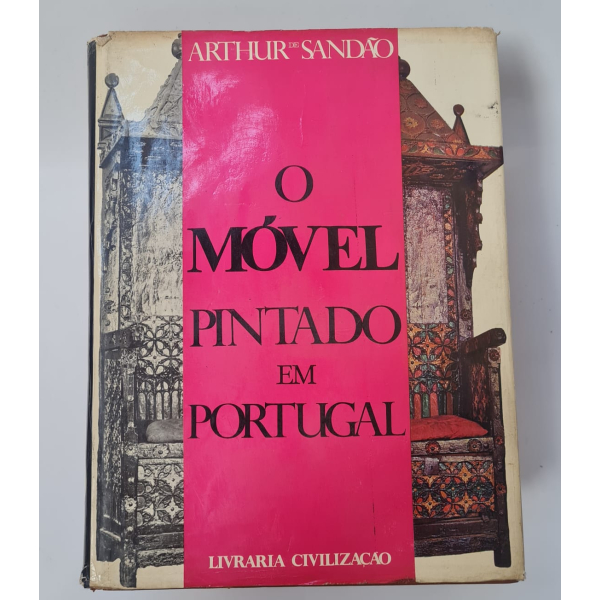 ARTHUR DE SANDÃO
O
MÓVEL
PINTADO
EM
PORTUGAL
LIVRARIA CIVILIZAÇÃO